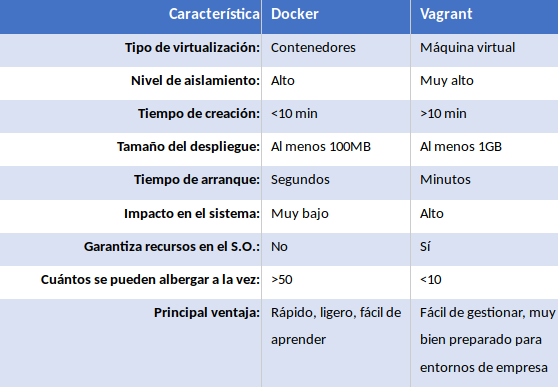 Característica Docker Vagrant
Tipo de virtualización: Contenedores Máquina virtual
Nivel de aislamiento: Alto Muy alto
Tiempo de creación: <10 min >10 min
Tamaño del despliegue: Al menos 100MB Al menos 1GB
Tiempo de arranque: Segundos Minutos
Impacto en el sistema: Muy bajo Alto
Garantiza recursos en el S.O.: No Sí
Cuántos se pueden albergar a la vez: >50 <10
Principal ventaja: Rápido, ligero, fácil de Fácil de gestionar, muy
aprender bien preparado para
entornos de empresa